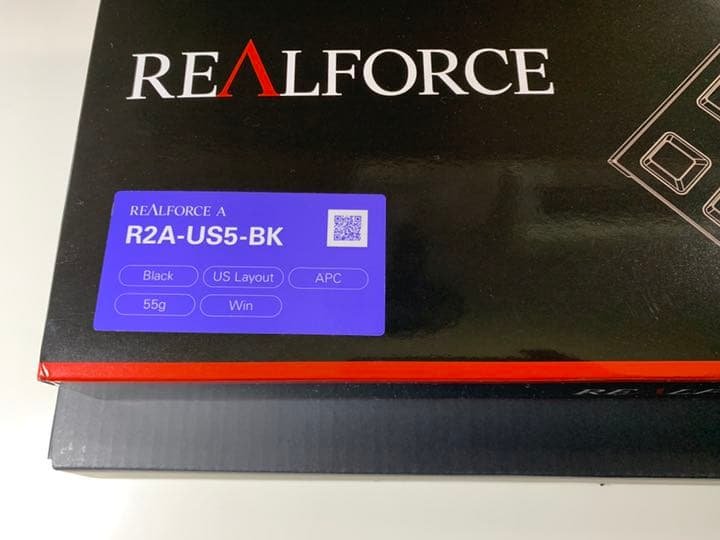 REALFORCE
REALFORCE A
R2A-US5-BK
Black
US Layout
APC
55g
Win